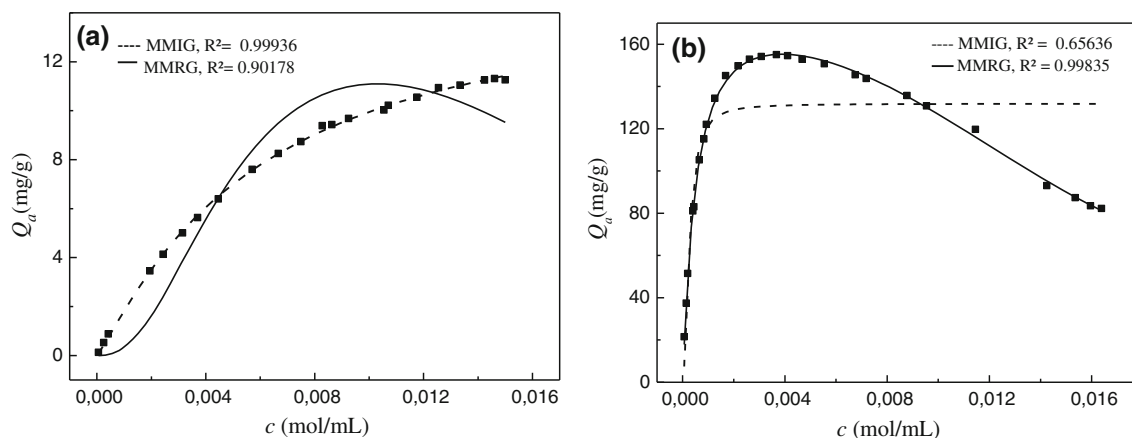 (a)
MMIG, R²= 0.99936
MMRG, R²= 0.90178
12
8
4
0
Qa(mg/g)
0,000
0,004
0,008
0,012
0,016
c (mol/mL)
(b)
MMIG, R² = 0.65636
MMRG, R² = 0.99835
160
120
80
40
0
Qa(mg/g)
0,000
0,004
0,008
0,012
0,016
c (mol/mL)